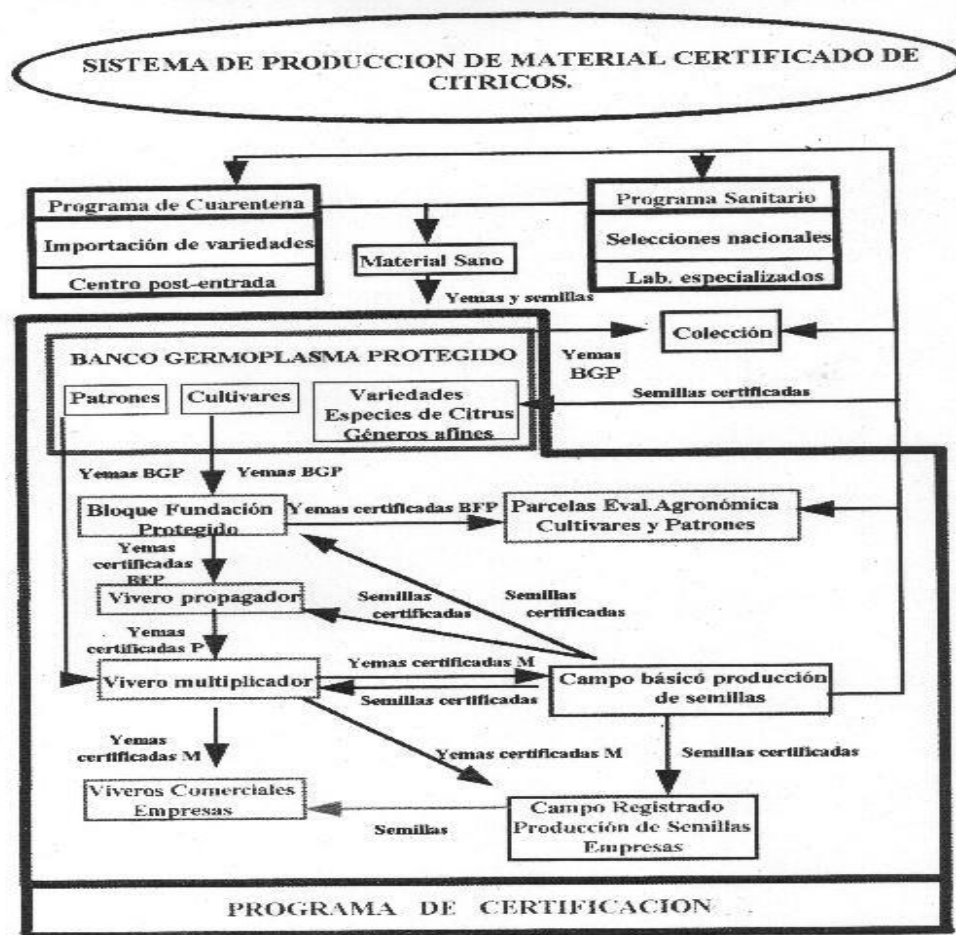 SISTEMA DE PRODUCCION DE MATERIAL CERTIFICADO DE
CITRICOS.
Programa de Cuarentena
Importación de variedades
Centro post-entrada
Material Sano
Programa Sanitario
Selecciones nacionales
Lab. especializados
Yemas y semillas
BANCO GERMOPLASMA PROTEGIDO
Patrones
Cultivares
Variedades
Especies de Citrus
Géneros afines
Yemas
BGP
Colección
Semillas certificadas
Yemas BGP
Yemas BGP
Bloque Fundación
Protegido
Yemas certificadas BFP
Parcelas Eval.Agronómica
Cultivares y Patrones
Yemas
certificadas
BFP
Vivero propagador
Semillas
certificadas
Semillas
certificadas
Yemas
certificadas P
Vivero multiplicador
Yemas certificadas M
Semillas certificadas
Campo básicó producción
de semillas
Yemas
certificadas M
Yemas certificadas M
Semillas certificadas
Viveros Comerciales
Empresas
Semillas
Campo Registrado
Producción de Semillas
Empresas
PROGRAMA DE CERTIFICACION